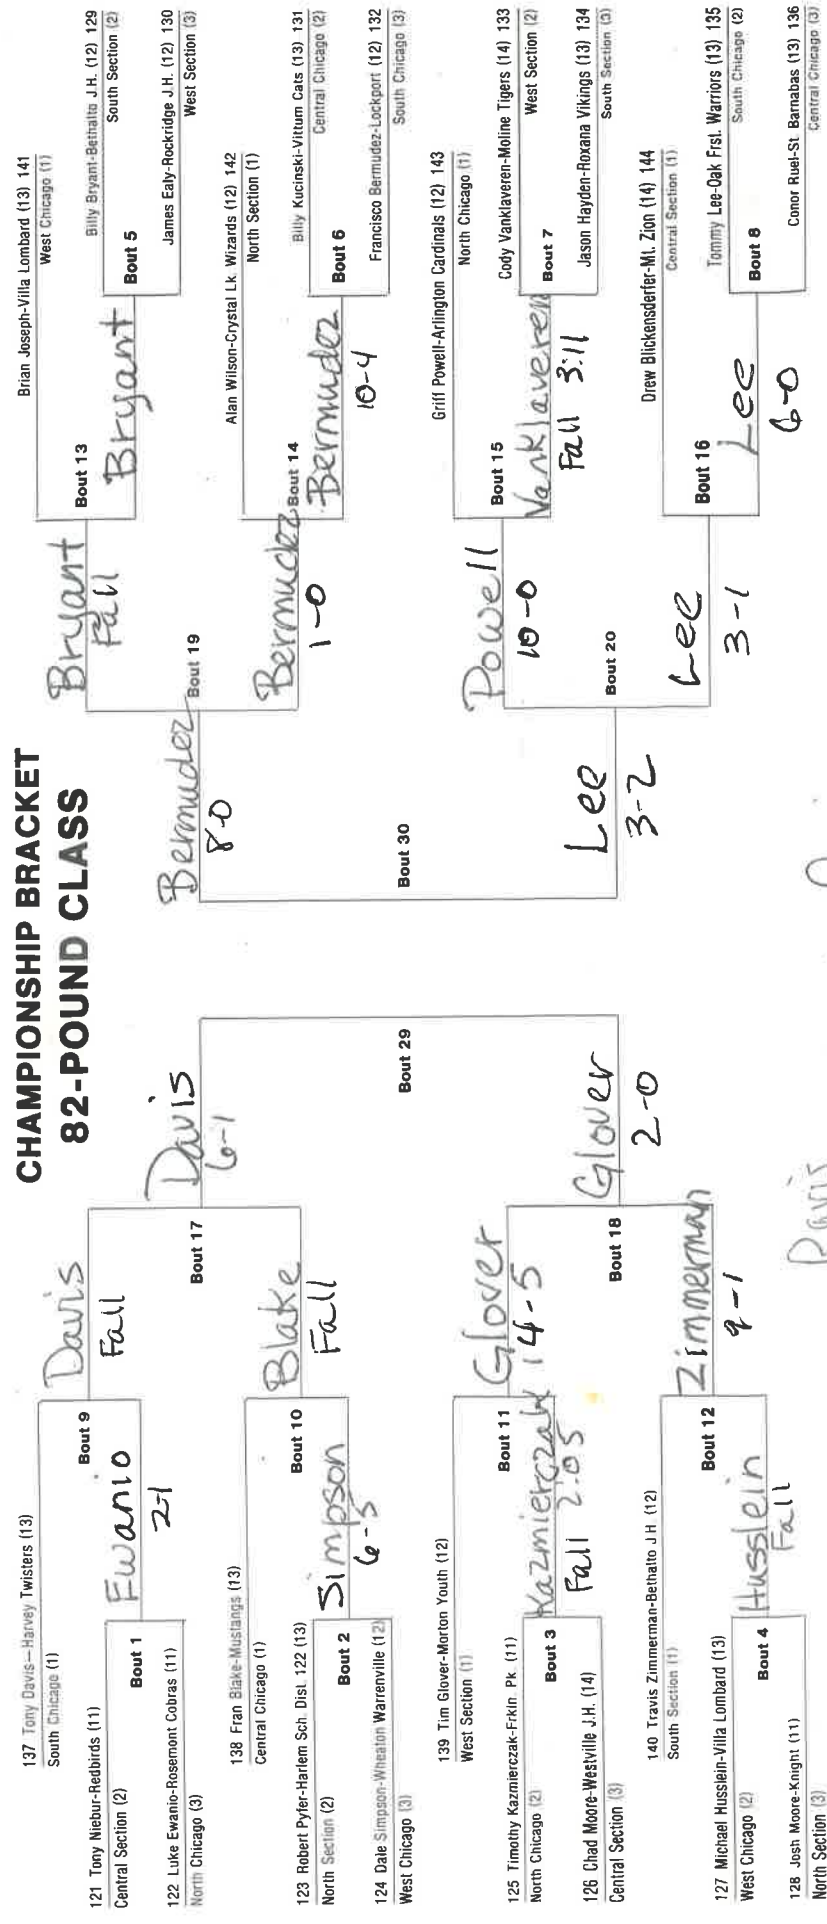 CHAMPIONSHIP BRACKET
82-POUND CLASS
137 Tony Davis—Harvey Twisters (13)
South Chicago (1)
Bout 9
Davis
Fall
121 Tony Niebur-Redbirds (11)
Central Section (2)
Bout 1
Ewanio
2-1
122 Luke Ewanio-Rosemont Cobras (11)
North Chicago (3)
Bout 17
Davis
6-1
138 Fran Blake-Mustangs (13)
Central Chicago (1)
Bout 10
Blake
Fall
123 Robert Pyfer-Harlem Sch. Dist. 122 (13)
North Section (2)
Bout 2
Simpson
6-5
124 Dale Simpson-Wheaton Warrenville (12)
West Chicago (3)
Bout 29
139 Tim Glover-Morton Youth (12)
West Section (1)
Bout 11
Glover
14-5
125 Timothy Kazmierczak-Frkln. Pk. (11)
North Chicago (2)
Bout 3
Kazmierczak
Fall 2:05
126 Chad Moore-Westville J.H. (14)
Central Section (3)
Bout 18
Glover
2-0
140 Travis Zimmerman-Bethalto J.H. (12)
South Section (1)
Bout 12
Zimmerman
9-1
127 Michael Husslein-Villa Lombard (13)
West Chicago (2)
Bout 4
Husslein
Fall
128 Josh Moore-Knight (11)
North Section (3)
Davis
Brian Joseph-Villa Lombard (13) 141
West Chicago (1)
Bout 13
Bryant
Fall
Billy Bryant-Bethalto J.H. (12) 129
South Section (2)
Bout 5
Bryant
James Ealy-Rockridge J.H. (12) 130
West Section (3)
Bout 19
Bermudez
8-0
Alan Wilson-Crystal Lk. Wizards (12) 142
North Section (1)
Bout 14
Bermudez
1-0
Billy Kucinski-Vittum Cats (13) 131
Central Chicago (2)
Bout 6
Bermudez
10-4
Francisco Bermudez-Lockport (12) 132
South Chicago (3)
Bout 30
Griff Powell-Arlington Cardinals (12) 143
North Chicago (1)
Bout 15
Powell
10-0
Cody Vanklaveren-Moline Tigers (14) 133
West Section (2)
Bout 7
Vanklaveren
Fall 3:11
Jason Hayden-Roxana Vikings (13) 134
South Section (3)
Bout 20
Lee
3-2
Drew Blickensderfer-Mt. Zion (14) 144
Central Section (1)
Bout 16
Lee
3-1
Tommy Lee-Oak Frst. Warriors (13) 135
South Chicago (2)
Bout 8
Lee
6-0
Conor Ruel-St. Barnabas (13) 136
Central Chicago (3)